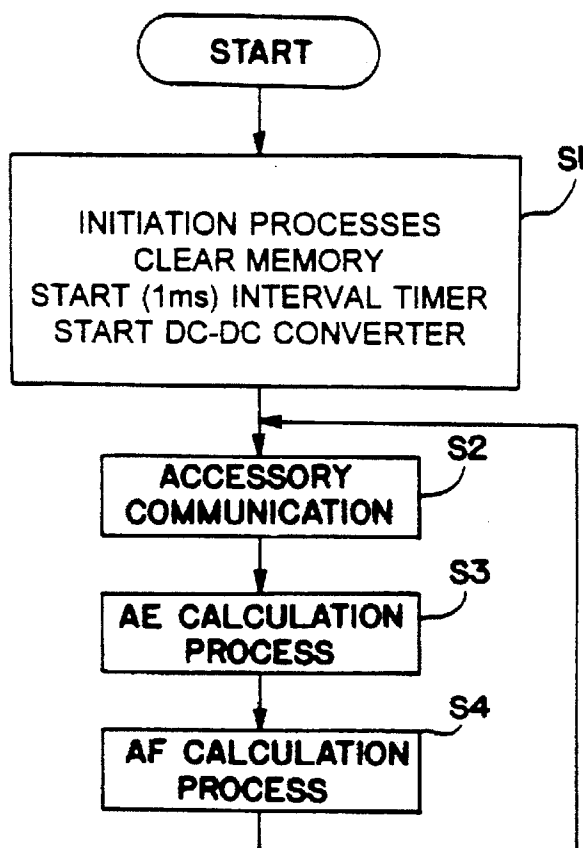 START
S1
INITIATION PROCESSES
CLEAR MEMORY
START (1ms) INTERVAL TIMER
START DC-DC CONVERTER
S2
ACCESSORY
COMMUNICATION
S3
AE CALCULATION
PROCESS
S4
AF CALCULATION
PROCESS